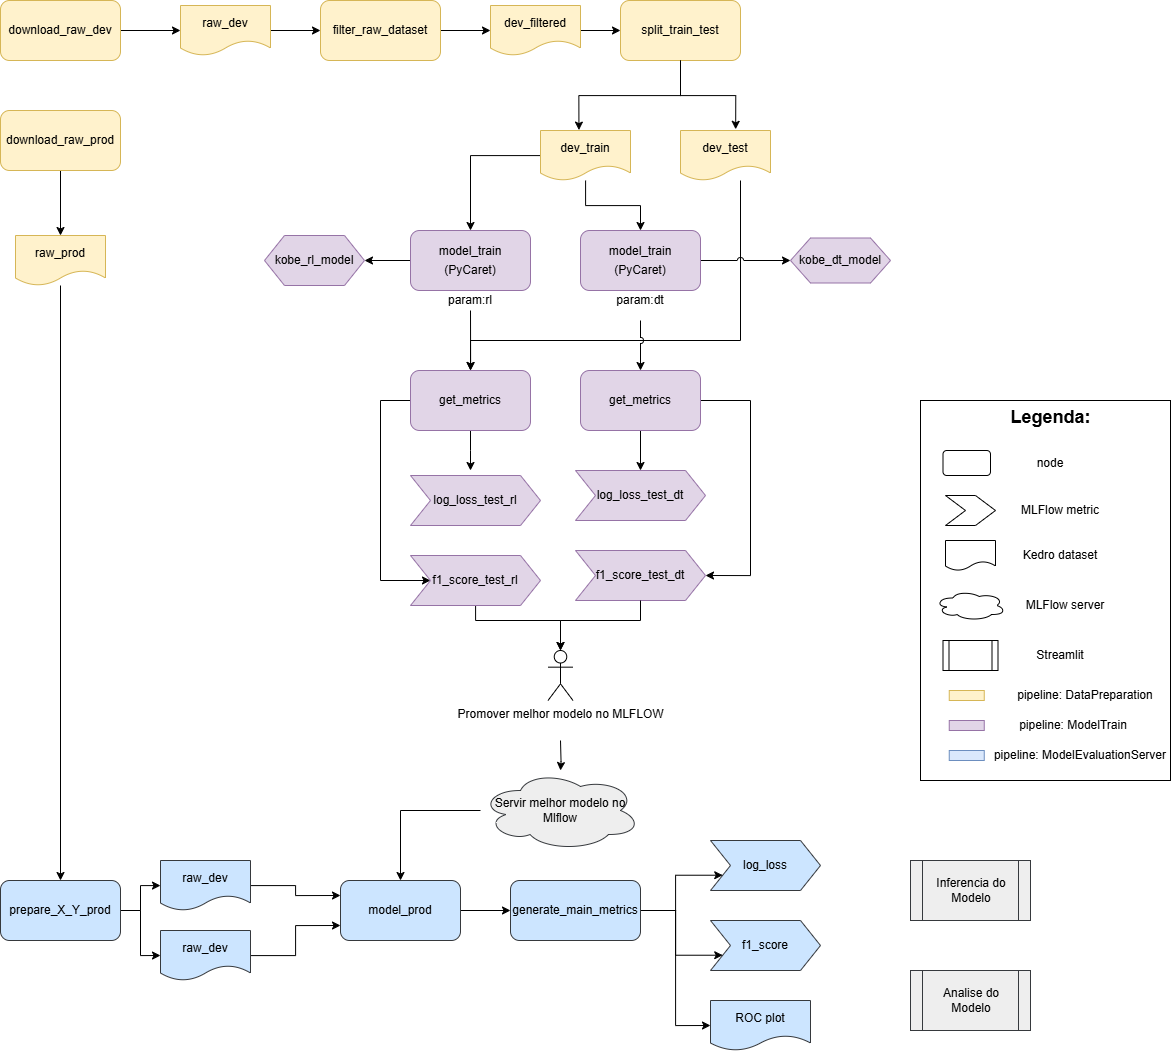 download_raw_dev
raw_dev
filter_raw_dataset
dev_filtered
split_train_test
download_raw_prod
dev_train
dev_test
raw_prod
kobe_rl_model
model_train
(PyCaret)
param:rl
model_train
(PyCaret)
param:dt
kobe_dt_model
get_metrics
get_metrics
log_loss_test_rl
log_loss_test_dt
f1_score_test_rl
f1_score_test_dt
Promover melhor modelo no MLFLOW
Servir melhor modelo no
Mlflow
Legenda:
node
MLFlow metric
Kedro dataset
MLFlow server
Streamlit
pipeline: DataPreparation
pipeline: ModelTrain
pipeline: ModelEvaluationServer
prepare_X_Y_prod
raw_dev
raw_dev
model_prod
generate_main_metrics
log_loss
f1_score
ROC plot
Inferencia do
Modelo
Analise do
Modelo